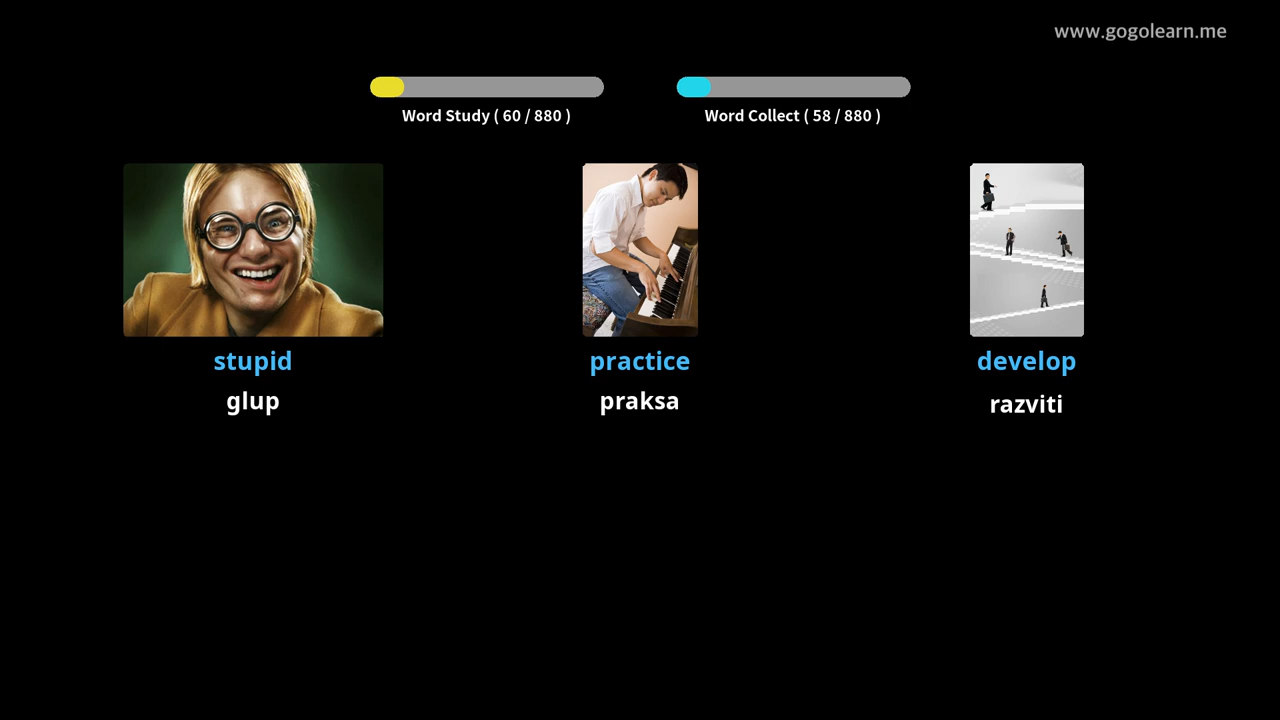 www.gogolearn.me
Word Study ( 60 / 880 )
Word Collect ( 58 / 880 )
stupid
glup
practice
praksa
develop
razviti